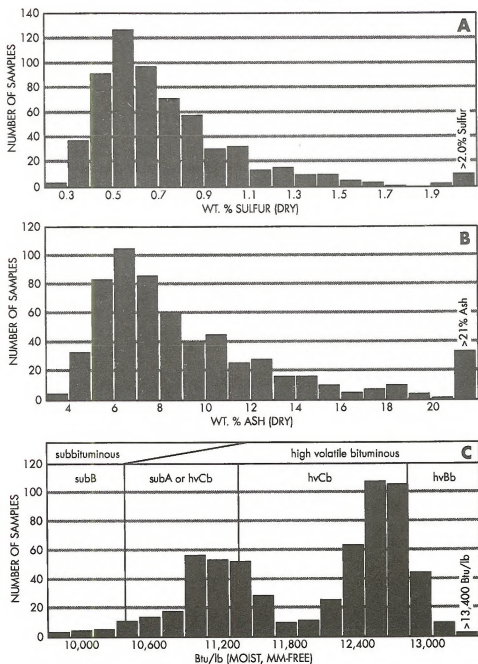 A
NUMBER OF SAMPLES
140
120
100
80
60
40
20
0
>2.0% Sulfur
0.3 0.5 0.7 0.9 1.1 1.3 1.5 1.7 1.9
WT. % SULFUR (DRY)
B
NUMBER OF SAMPLES
120
100
80
60
40
20
0
>21% Ash
4 6 8 10 12 14 16 18 20
WT. % ASH (DRY)
C
subbituminous high volatile bituminous
subB subA or hvCb hvCb hvBb
NUMBER OF SAMPLES
120
100
80
60
40
20
0
>13,400 Btu/lb
10,000 10,600 11,200 11,800 12,400 13,000
Btu/lb (MOIST, MM-FREE)